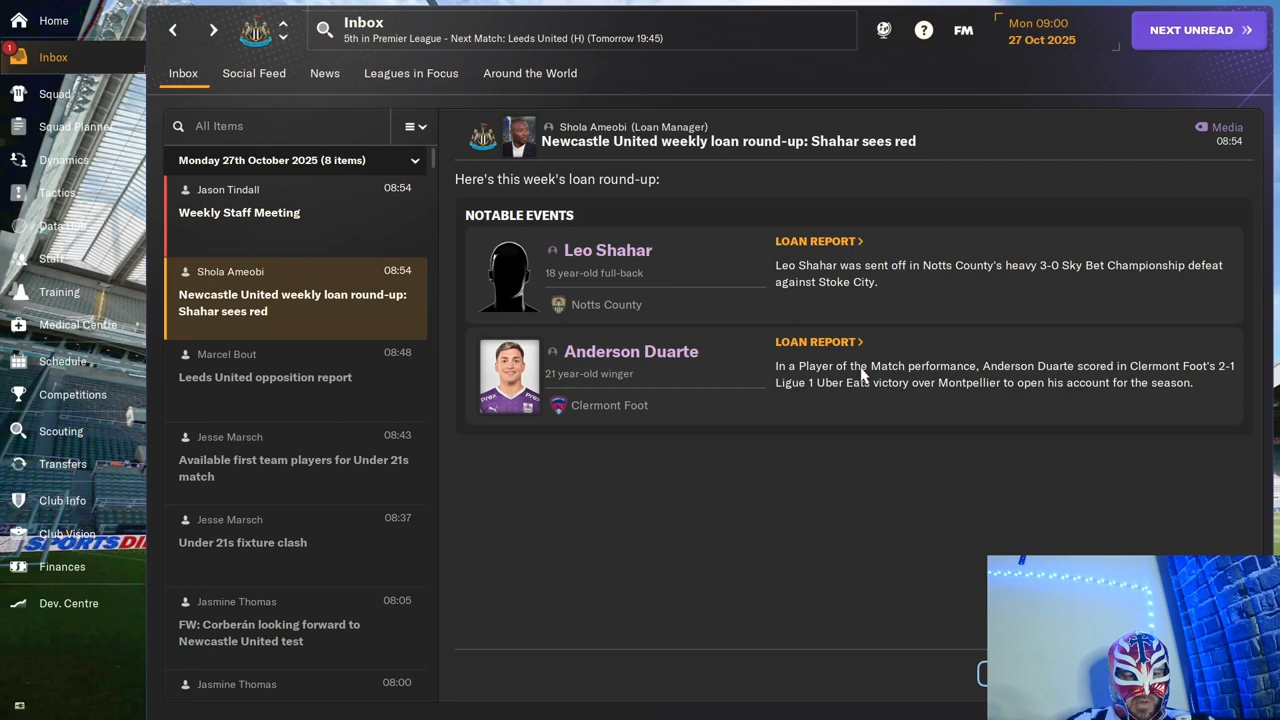 Home
1
Inbox
Squad
Squad Planner
Dynamics
Tactics
Data Hub
Staff
Training
Medical Centre
Schedule
Competitions
Scouting
Transfers
Club Info
Club Vision
SPORTSDI
Finances
Dev. Centre
Inbox
5th in Premier League - Next Match: Leeds United (H) (Tomorrow 19:45)
?
FM
Mon 09:00
27 Oct 2025
NEXT UNREAD
Inbox
Social Feed
News
Leagues in Focus
Around the World
All Items
Monday 27th October 2025 (8 items)
Jason Tindall
08:54
Weekly Staff Meeting
Shola Ameobi
08:54
Newcastle United weekly loan round-up:
Shahar sees red
Marcel Bout
08:48
Leeds United opposition report
Jesse Marsch
08:43
Available first team players for Under 21s
match
Jesse Marsch
08:37
Under 21s fixture clash
Jasmine Thomas
08:05
FW: Corberán looking forward to
Newcastle United test
Jasmine Thomas
08:00
Shola Ameobi (Loan Manager)
Newcastle United weekly loan round-up: Shahar sees red
Media
08:54
Here's this week's loan round-up:
NOTABLE EVENTS
Leo Shahar
18 year-old full-back
Notts County
LOAN REPORT >
Leo Shahar was sent off in Notts County's heavy 3-0 Sky Bet Championship defeat
against Stoke City.
Anderson Duarte
21 year-old winger
Clermont Foot
LOAN REPORT >
In a Player of the Match performance, Anderson Duarte scored in Clermont Foot's 2-1
Ligue 1 Uber Eats victory over Montpellier to open his account for the season.